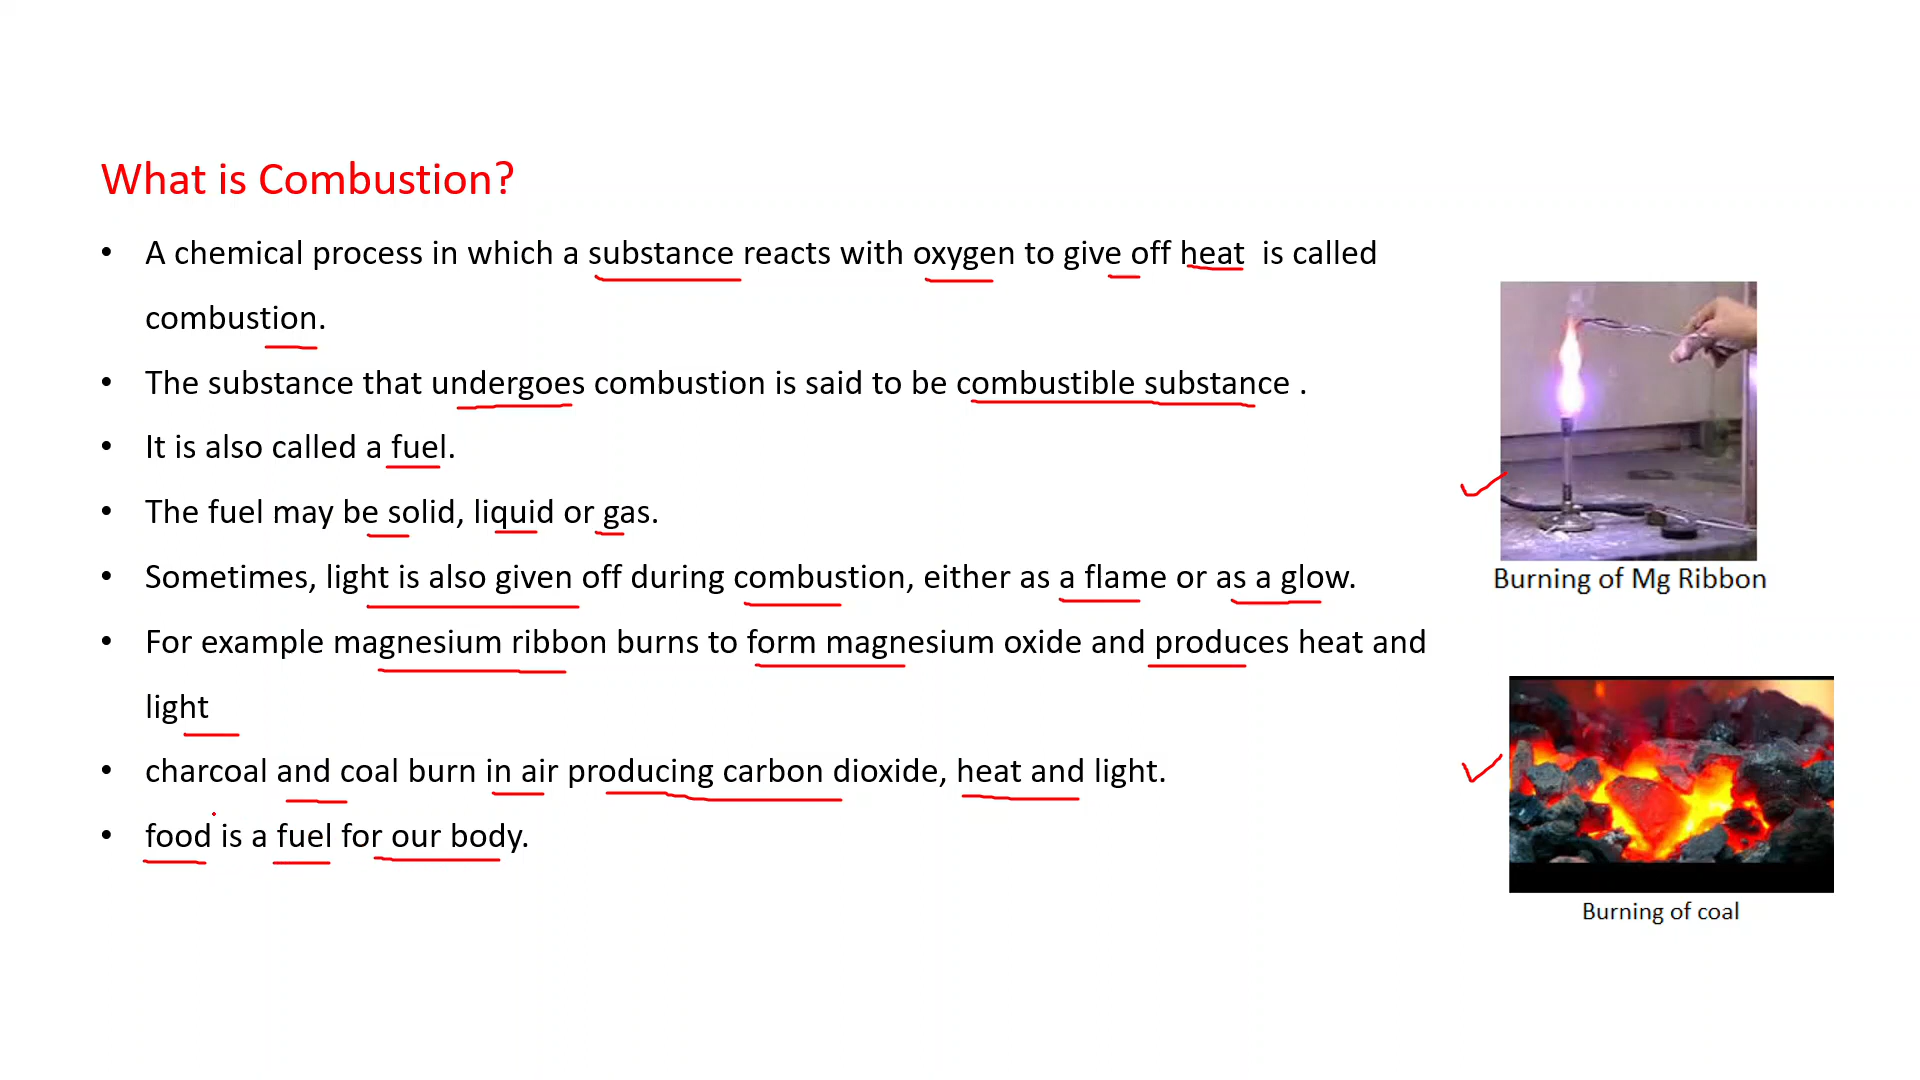 What is Combustion?
• A chemical process in which a substance reacts with oxygen to give off heat is called
combustion.
• The substance that undergoes combustion is said to be combustible substance .
• It is also called a fuel.
• The fuel may be solid, liquid or gas.
• Sometimes, light is also given off during combustion, either as a flame or as a glow.
• For example magnesium ribbon burns to form magnesium oxide and produces heat and
light
• charcoal and coal burn in air producing carbon dioxide, heat and light.
• food is a fuel for our body.
Burning of Mg Ribbon
Burning of coal